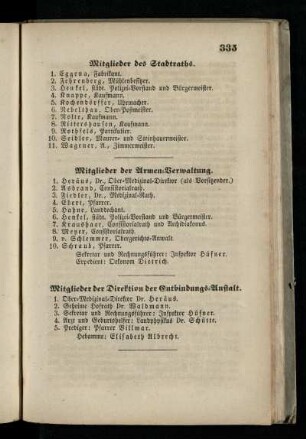 333
Mitglieder des Stadtraths.
1. Eggena, Fabrikant.
2. Fehrenberg, Mühlenbesitzer.
3. Henkel, städt. Polizei-Vorstand und Bürgermeister.
4. Knappe, Kaufmann.
5. Kochendörffer, Uhrmacher.
6. Nebelthau, Ober-Postmeister.
7. Nolte, Kaufmann.
8. Rittershausen, Kaufmann.
9. Rothfels, Partikulier.
10. Seidler, Maurer- und Steinhauermeister.
11. Wagener, A., Zimmermeister.
Mitglieder der Armen-Verwaltung.
1. Heräus, Dr., Ober-Medizinal-Direktor (als Vorsitzender.)
2. Asbrand, Consistorialrath.
3. Fiedler, Dr., Medizinal-Rath.
4. Ebert, Pfarrer.
5. Hahne, Landdechant.
6. Henkel, städt. Polizei-Vorstand und Bürgermeister.
7. Kraushaar, Consistorialrath und Archidiakonus.
8. Meyer, Consistorialrath.
9. v. Schlemmer, Obergerichts-Anwalt
10. Schraub, Pfarrer.
Sekretar und Rechnungsführer: Inspektor Hüfner.
Expedient: Oekonom Dietrich.
Mitglieder der Direktion der Entbindungs-Anstalt.
1. Ober-Medizinal-Direktor Dr. Heräus.
2. Geheime Hofrath Dr. Waldmann.
3. Sekretar und Rechnungsführer: Inspektor Hüfner.
4. Arzt und Geburtshelfer: Landphysikus Dr. Schütte.
5. Prediger: Pfarrer Villmar.
Hebamme: Elisabeth Albrecht.